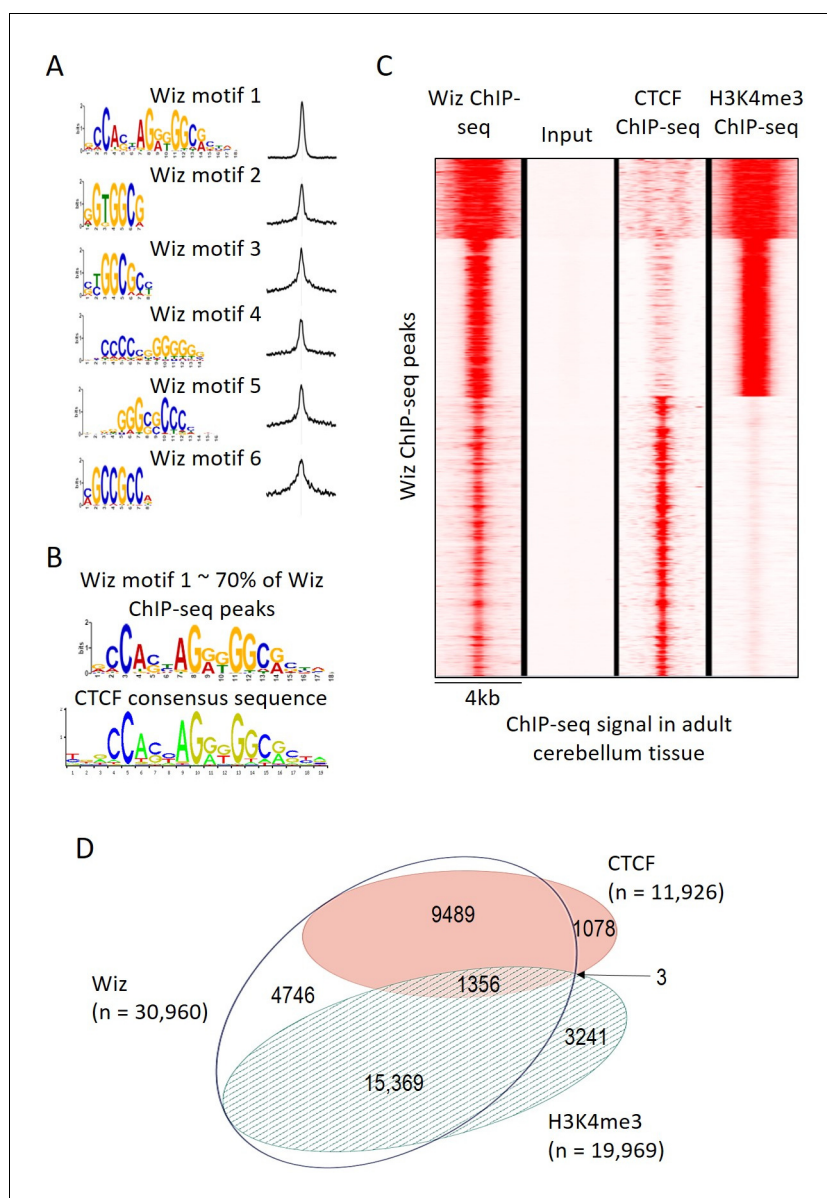 A
Wiz motif 1
Wiz motif 2
Wiz motif 3
Wiz motif 4
Wiz motif 5
Wiz motif 6
B
Wiz motif 1 ~ 70% of Wiz
ChIP-seq peaks
CTCF consensus sequence
C
Wiz ChIP-
seq
Input
CTCF
ChIP-seq
H3K4me3
ChIP-seq
Wiz ChIP-seq peaks
4kb
ChIP-seq signal in adult
cerebellum tissue
D
CTCF
(n = 11,926)
9489
1078
Wiz
(n = 30,960)
4746
1356
3
3241
15,369
H3K4me3
(n = 19,969)